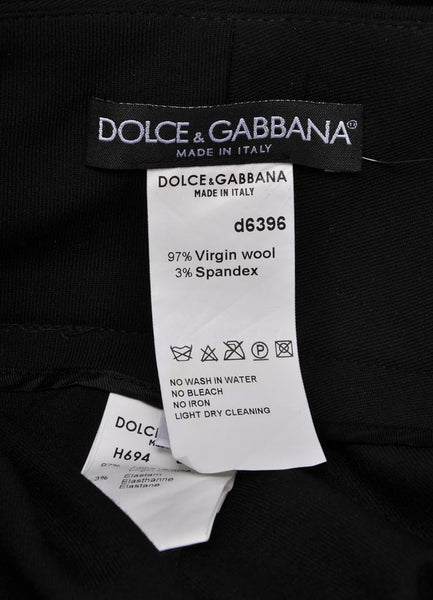 DOLCE & GABBANA
MADE IN ITALY
DOLCE & GABBANA
MADE IN ITALY
d6396
97% Virgin wool
3% Spandex
NO WASH IN WATER
NO BLEACH
NO IRON
LIGHT DRY CLEANING
DOLC
H694
3% Elastam
Elasthanne
Elastane